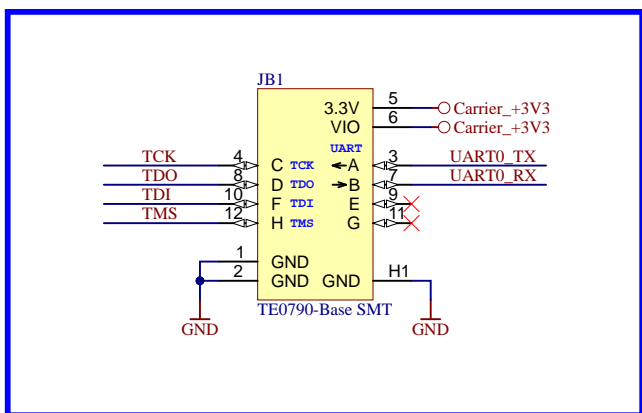 JB1
3.3V 5 Carrier_+3V3
VIO 6 Carrier_+3V3
UART
TCK 4 C TCK ←A 3 UART0_TX
TDO 8 D TDO →B 7 UART0_RX
TDI 10 F TDI E 9
TMS 12 H TMS G 11
1 GND
2 GND GND H1
TE0790-Base SMT
GND GND